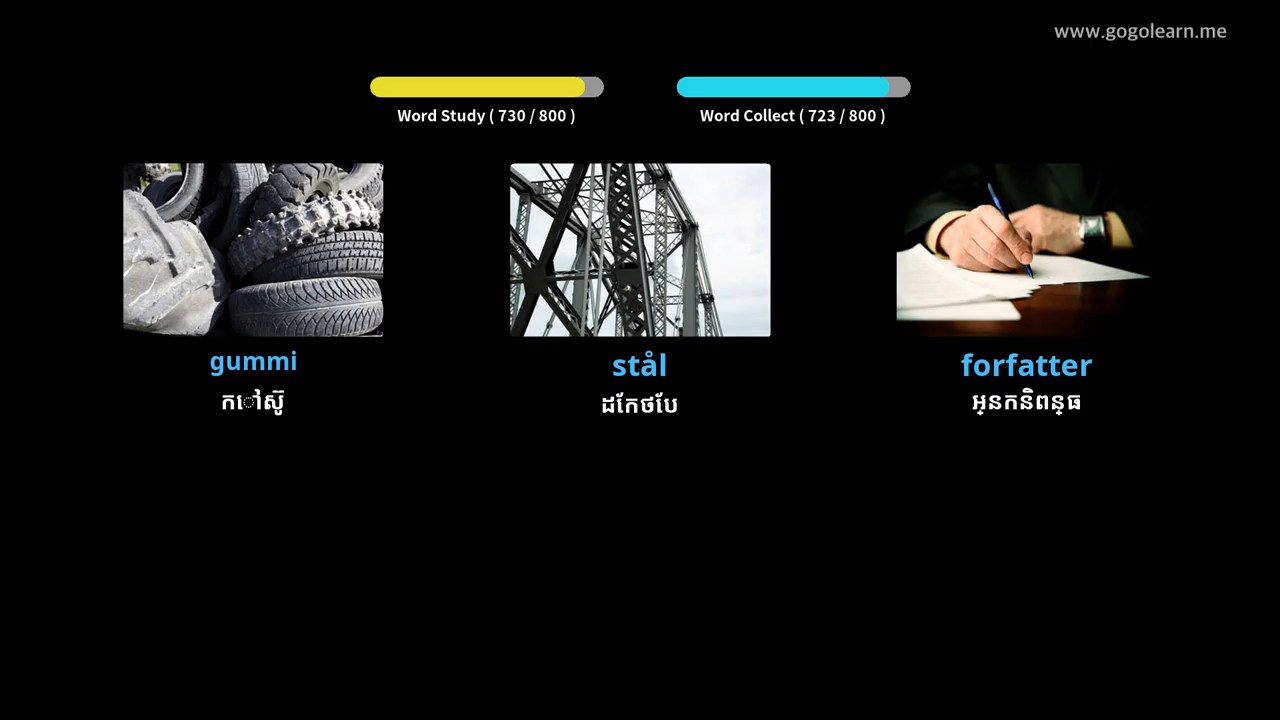 www.gogolearn.me
Word Study ( 730 / 800 )
Word Collect ( 723 / 800 )
gummi
stål
forfatter
កៅស៊ូ
ដែកថែប
អ្នកនិពន្ធ